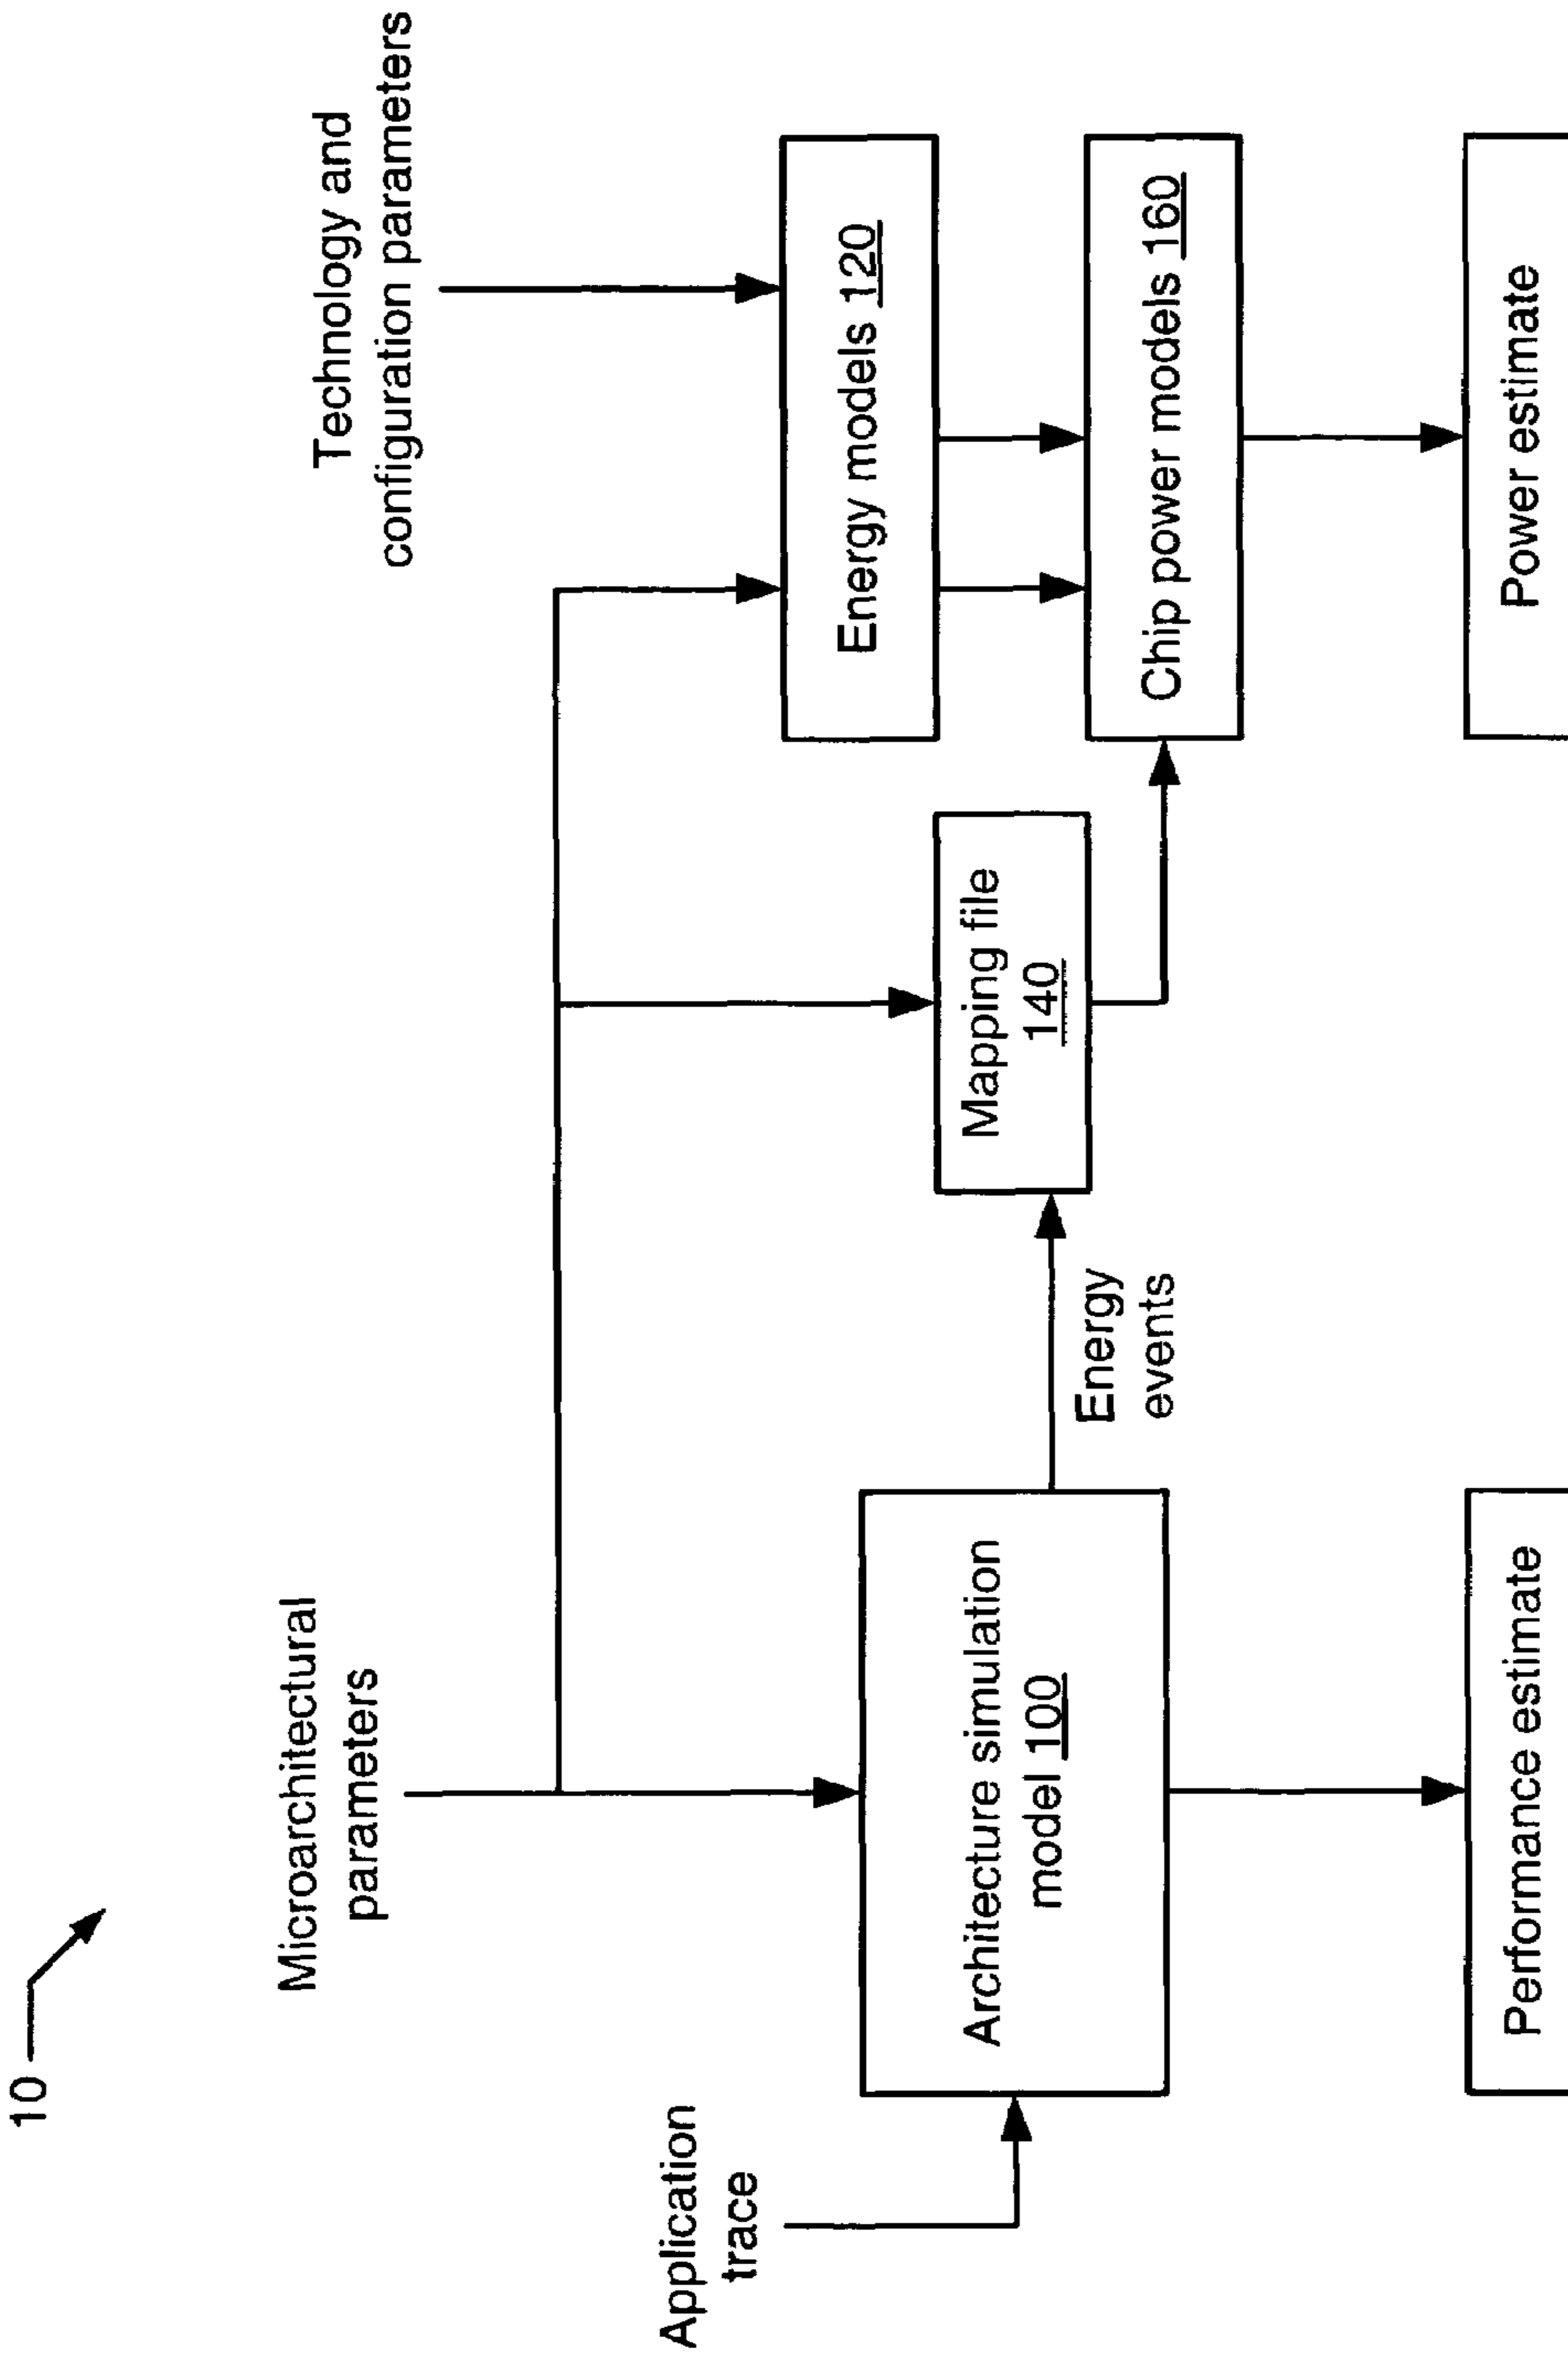 10
Microarchitectural
parameters
Technology and
configuration parameters
Application
trace
Architecture simulation
model 100
Energy
events
Mapping file
140
Energy models 120
Chip power models 160
Performance estimate
Power estimate